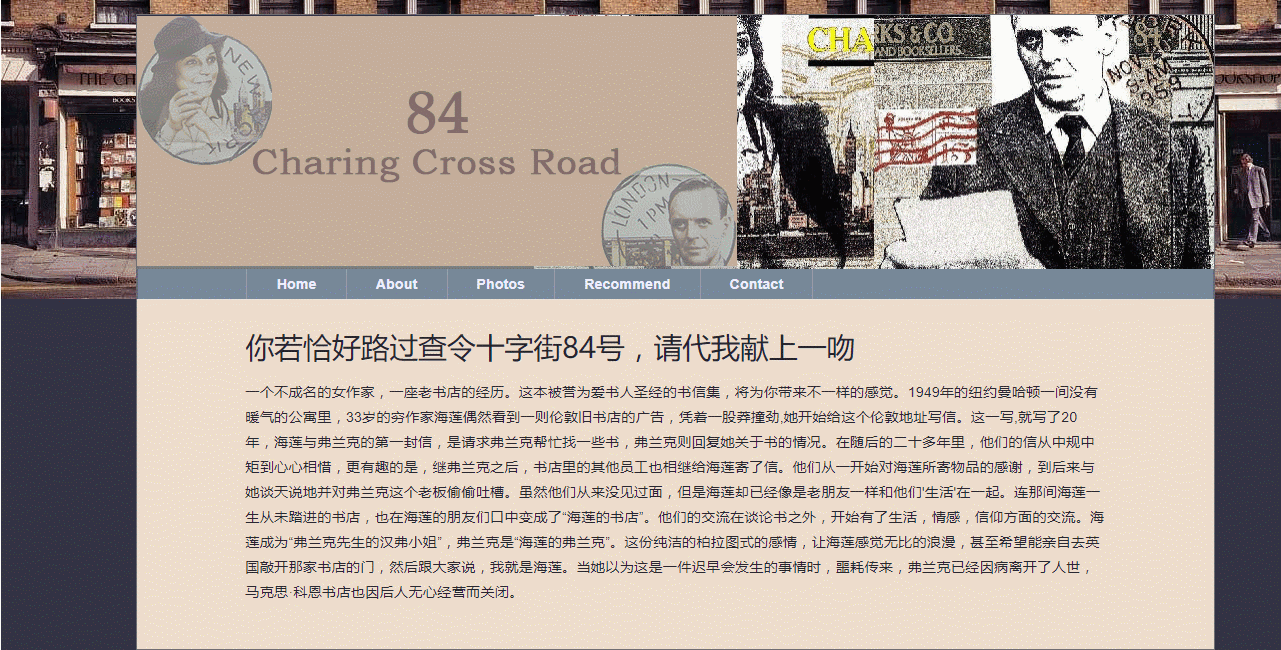 THE CH
BOOKS
NEW
84
Charing Cross Road
LONDON
1 PM
CHA
RKS & CO
AND BOOKSELLERS
84
NOV
AM
1959
OOKSHOP
Home About Photos Recommend Contact
你若恰好路过查令十字街84号，请代我献上一吻
一个不成名的女作家，一座老书店的经历。这本被誉为爱书人圣经的书信集，将为你带来不一样的感觉。1949年的纽约曼哈顿一间没有
暖气的公寓里，33岁的穷作家海莲偶然看到一则伦敦旧书店的广告，凭着一股莽撞劲,她开始给这个伦敦地址写信。这一写,就写了20
年，海莲与弗兰克的第一封信，是请求弗兰克帮忙找一些书，弗兰克则回复她关于书的情况。在随后的二十多年里，他们的信从中规中
矩到心心相惜，更有趣的是，继弗兰克之后，书店里的其他员工也相继给海莲寄了信。他们从一开始对海莲所寄物品的感谢，到后来与
她谈天说地并对弗兰克这个老板偷偷吐槽。虽然他们从来没见过面，但是海莲却已经像是老朋友一样和他们'生活'在一起。连那间海莲一
生从未踏进的书店，也在海莲的朋友们口中变成了“海莲的书店”。他们的交流在谈论书之外，开始有了生活，情感，信仰方面的交流。海
莲成为“弗兰克先生的汉弗小姐”，弗兰克是“海莲的弗兰克”。这份纯洁的柏拉图式的感情，让海莲感觉无比的浪漫，甚至希望能亲自去英
国敲开那家书店的门，然后跟大家说，我就是海莲。当她以为这是一件迟早会发生的事情时，噩耗传来，弗兰克已经因病离开了人世，
马克思·科恩书店也因后人无心经营而关闭。